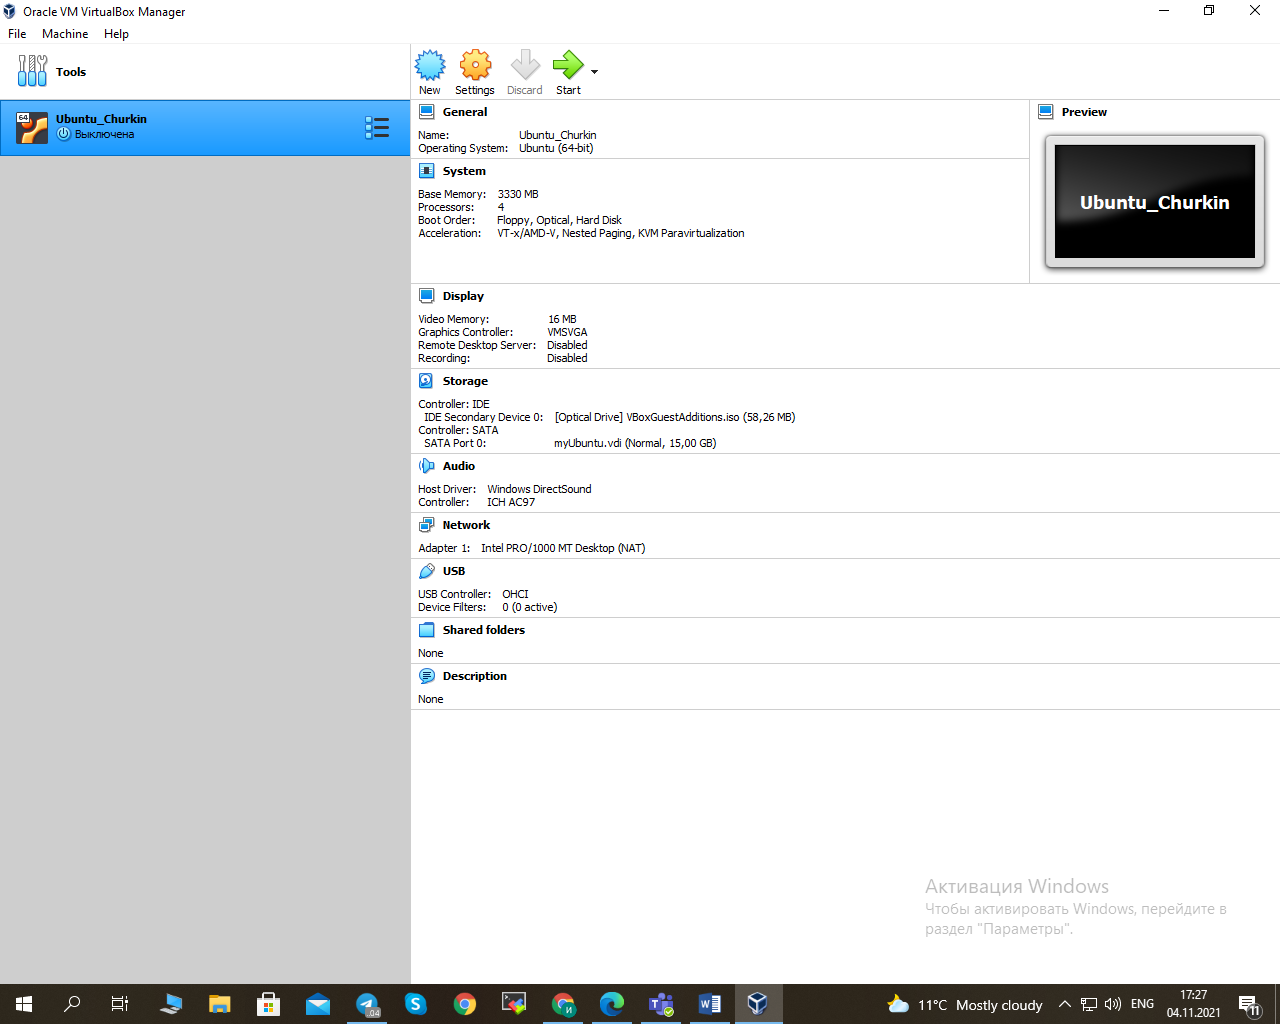 Oracle VM VirtualBox Manager
File Machine Help
Tools
New Settings Discard Start
64
Ubuntu_Churkin
Выключена
General
Name: Ubuntu_Churkin
Operating System: Ubuntu (64-bit)
Preview
Ubuntu_Churkin
System
Base Memory: 3330 MB
Processors: 4
Boot Order: Floppy, Optical, Hard Disk
Acceleration: VT-x/AMD-V, Nested Paging, KVM Paravirtualization
Display
Video Memory: 16 MB
Graphics Controller: VMSVGA
Remote Desktop Server: Disabled
Recording: Disabled
Storage
Controller: IDE
IDE Secondary Device 0: [Optical Drive] VBoxGuestAdditions.iso (58,26 MB)
Controller: SATA
SATA Port 0: myUbuntu.vdi (Normal, 15,00 GB)
Audio
Host Driver: Windows DirectSound
Controller: ICH AC97
Network
Adapter 1: Intel PRO/1000 MT Desktop (NAT)
USB
USB Controller: OHCI
Device Filters: 0 (0 active)
Shared folders
None
Description
None
Активация Windows
Чтобы активировать Windows, перейдите в
раздел "Параметры".
.04
И
11°C Mostly cloudy
ENG
17:27
04.11.2021
11